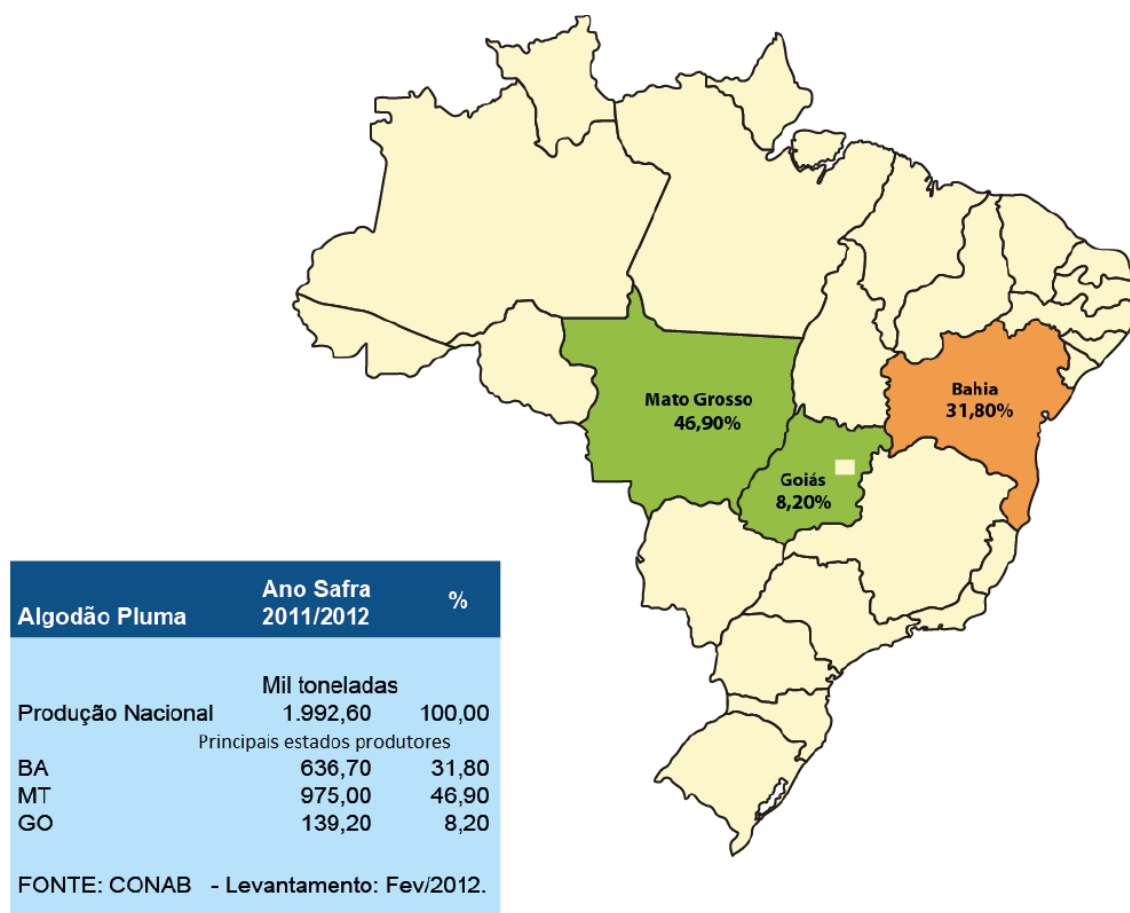 Mato Grosso
46,90%
Bahia
31,80%
Goiás
8,20%
Algodão Pluma Ano Safra 2011/2012 %
Mil toneladas
Produção Nacional 1.992,60 100,00
Principais estados produtores
BA 636,70 31,80
MT 975,00 46,90
GO 139,20 8,20
FONTE: CONAB - Levantamento: Fev/2012.